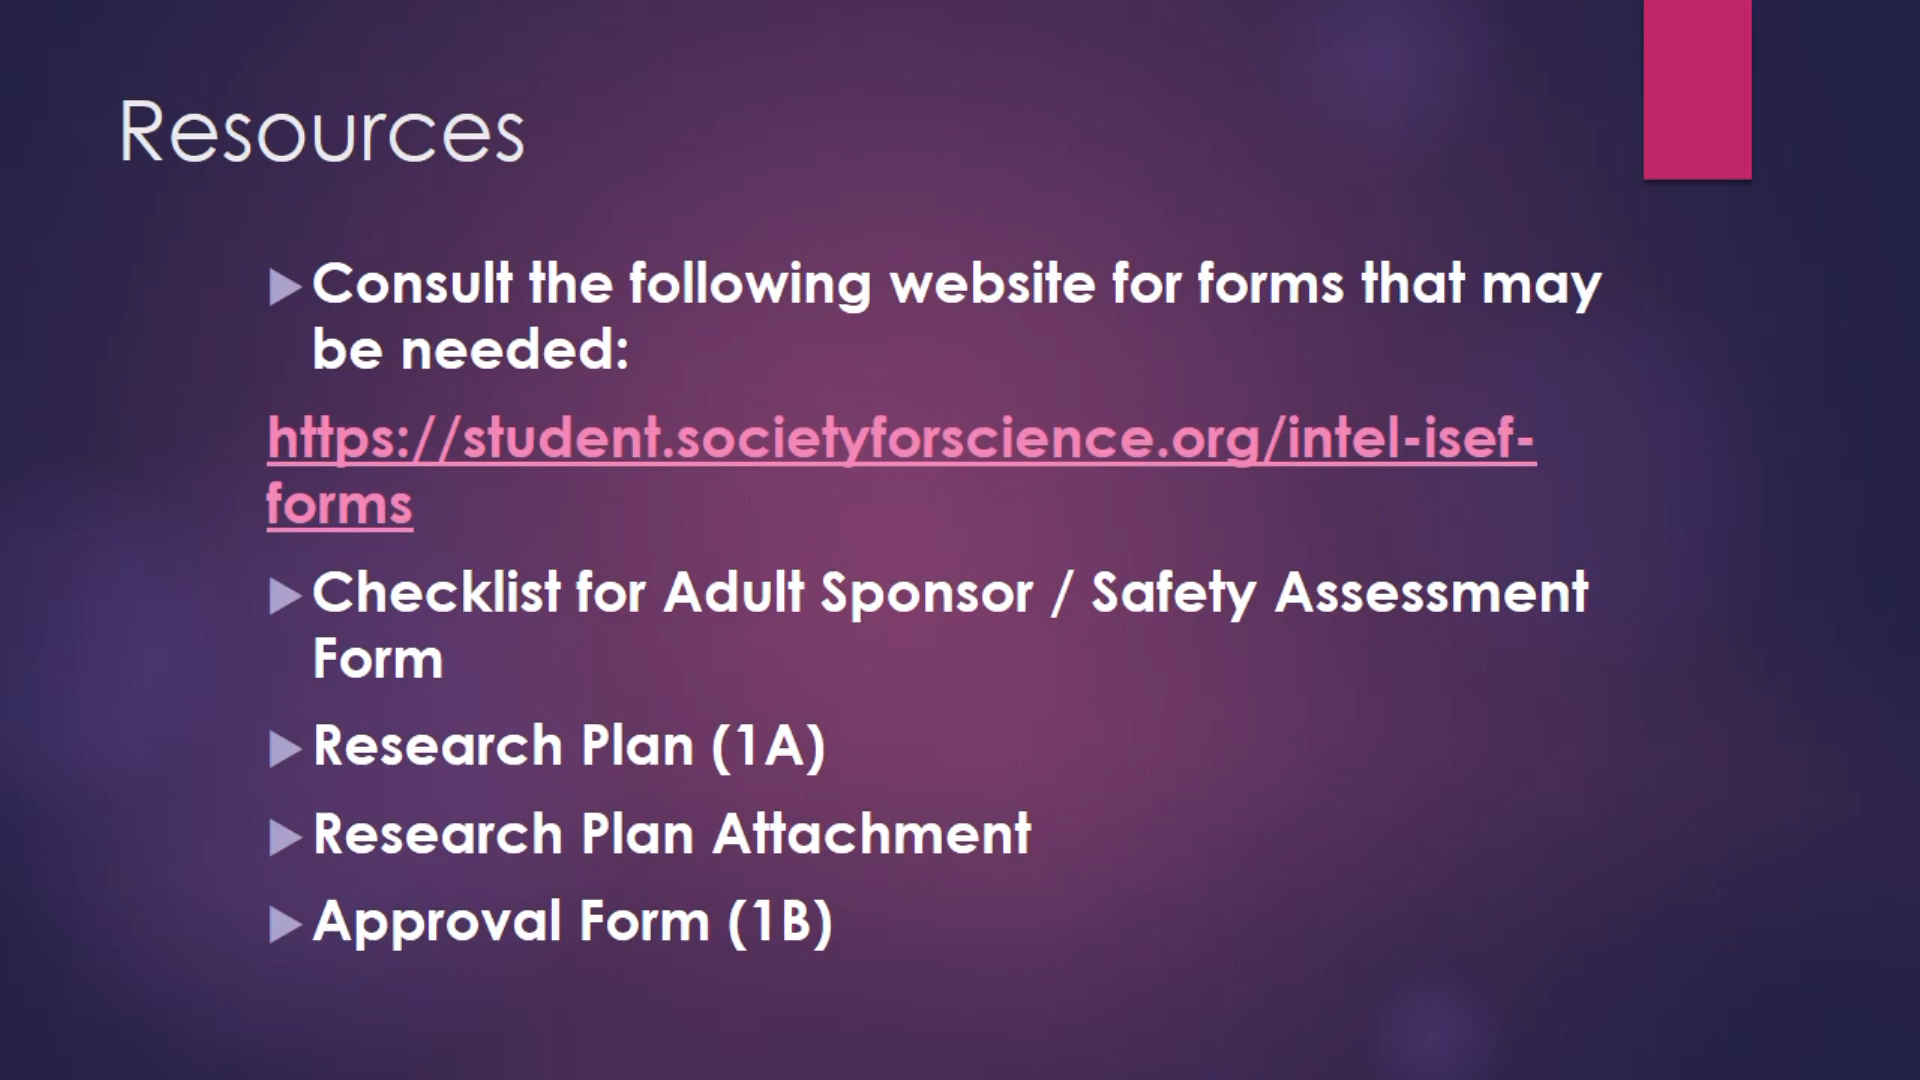 Resources
Consult the following website for forms that may
be needed:
https://student.societyforscience.org/intel-isef-
forms
Checklist for Adult Sponsor / Safety Assessment
Form
Research Plan (1A)
Research Plan Attachment
Approval Form (1B)